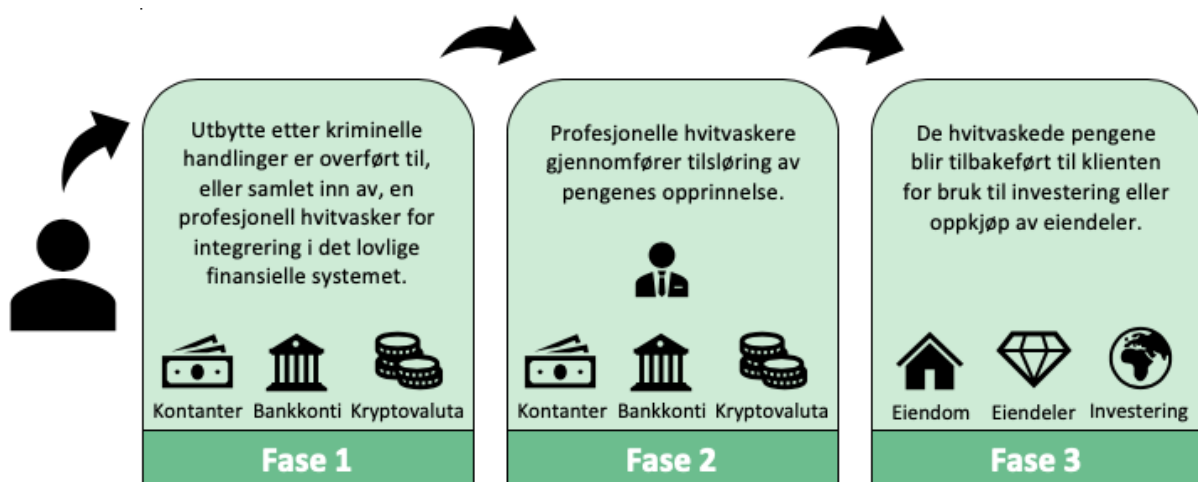 Utbytte etter kriminelle
handlinger er overført til,
eller samlet inn av, en
profesjonell hvitvasker for
integrering i det lovlige
finansielle systemet.
Kontanter Bankkonti Kryptovaluta
Fase 1
Profesjonelle hvitvaskere
gjennomfører tilsløring av
pengenes opprinnelse.
Kontanter Bankkonti Kryptovaluta
Fase 2
De hvitvaskede pengene
blir tilbakeført til klienten
for bruk til investering eller
oppkjøp av eiendeler.
Eiendom Eiendeler Investering
Fase 3